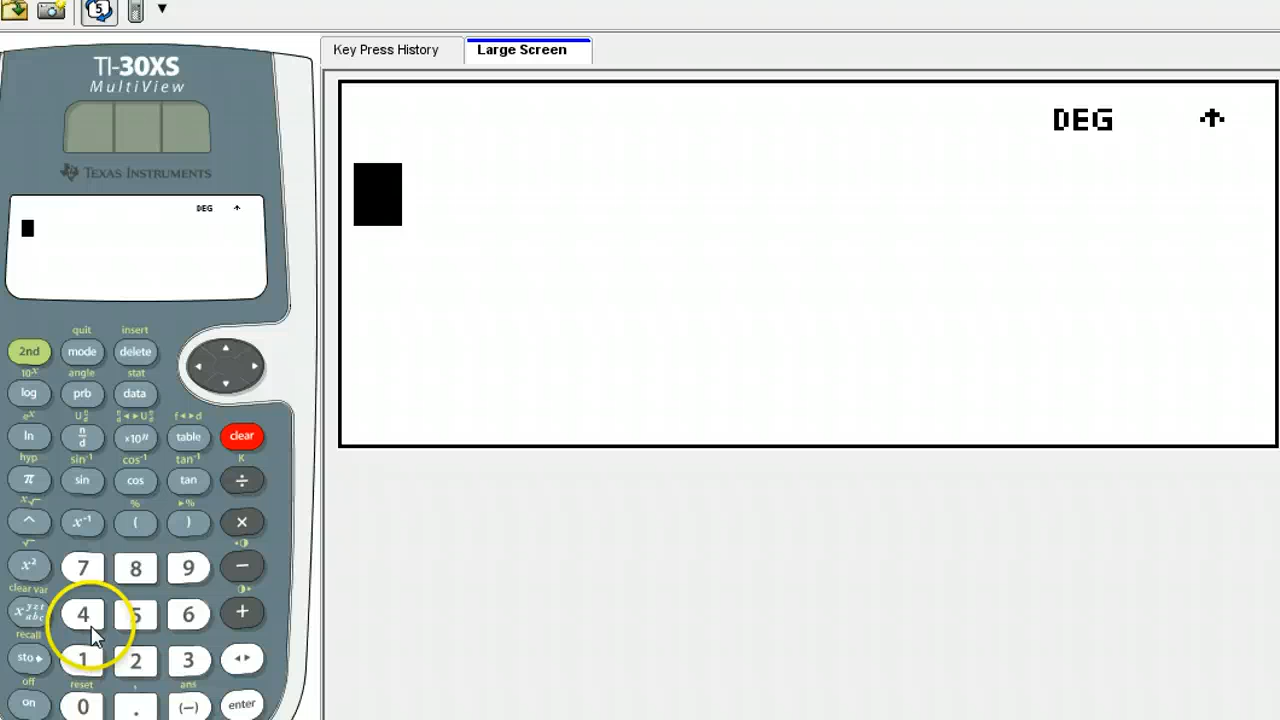 Key Press History
Large Screen
TI-30XS
MultiView
TEXAS INSTRUMENTS
DEG
DEG
quit insert
2nd mode delete
10ˣ angle stat
log prb data
eˣ U n/d n/d◄►U n/d f◄►d
ln n/d ×10ⁿ table clear
hyp sin⁻¹ cos⁻¹ tan⁻¹ K
π sin cos tan ÷
ˣ√ % ►%
^ x⁻¹ ( ) ×
√
x² 7 8 9 −
clear var
x yzt abc 4 5 6 +
recall
sto► 1 2 3 ◄►
off reset , ans
on 0 . (−) enter